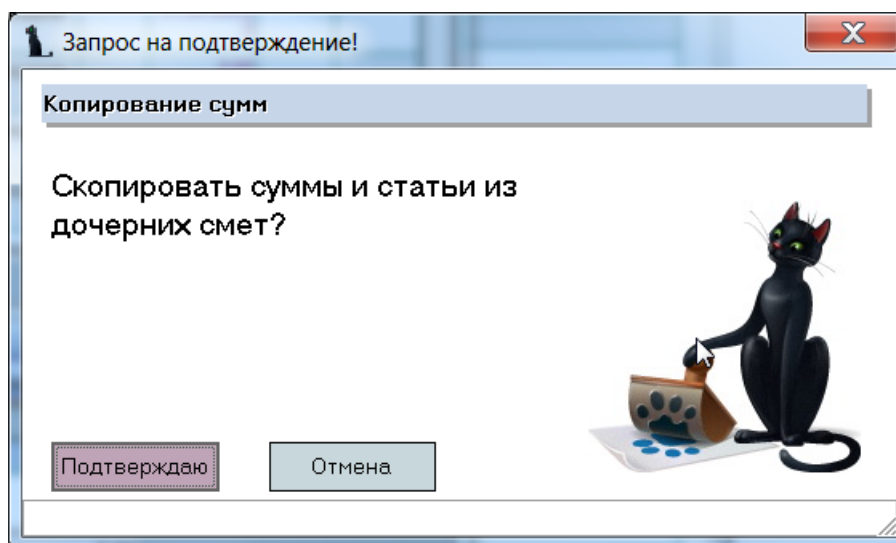 Запрос на подтверждение!
Копирование сумм
Скопировать суммы и статьи из
дочерних смет?
Подтверждаю
Отмена